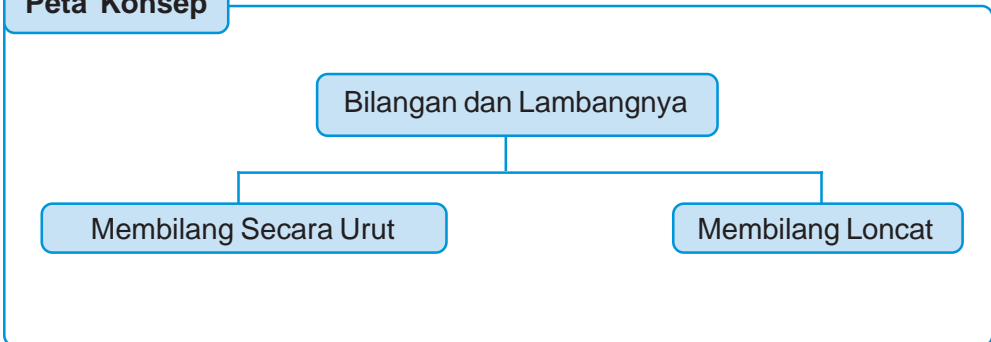 Peta Konsep
Bilangan dan Lambangnya
Membilang Secara Urut
Membilang Loncat